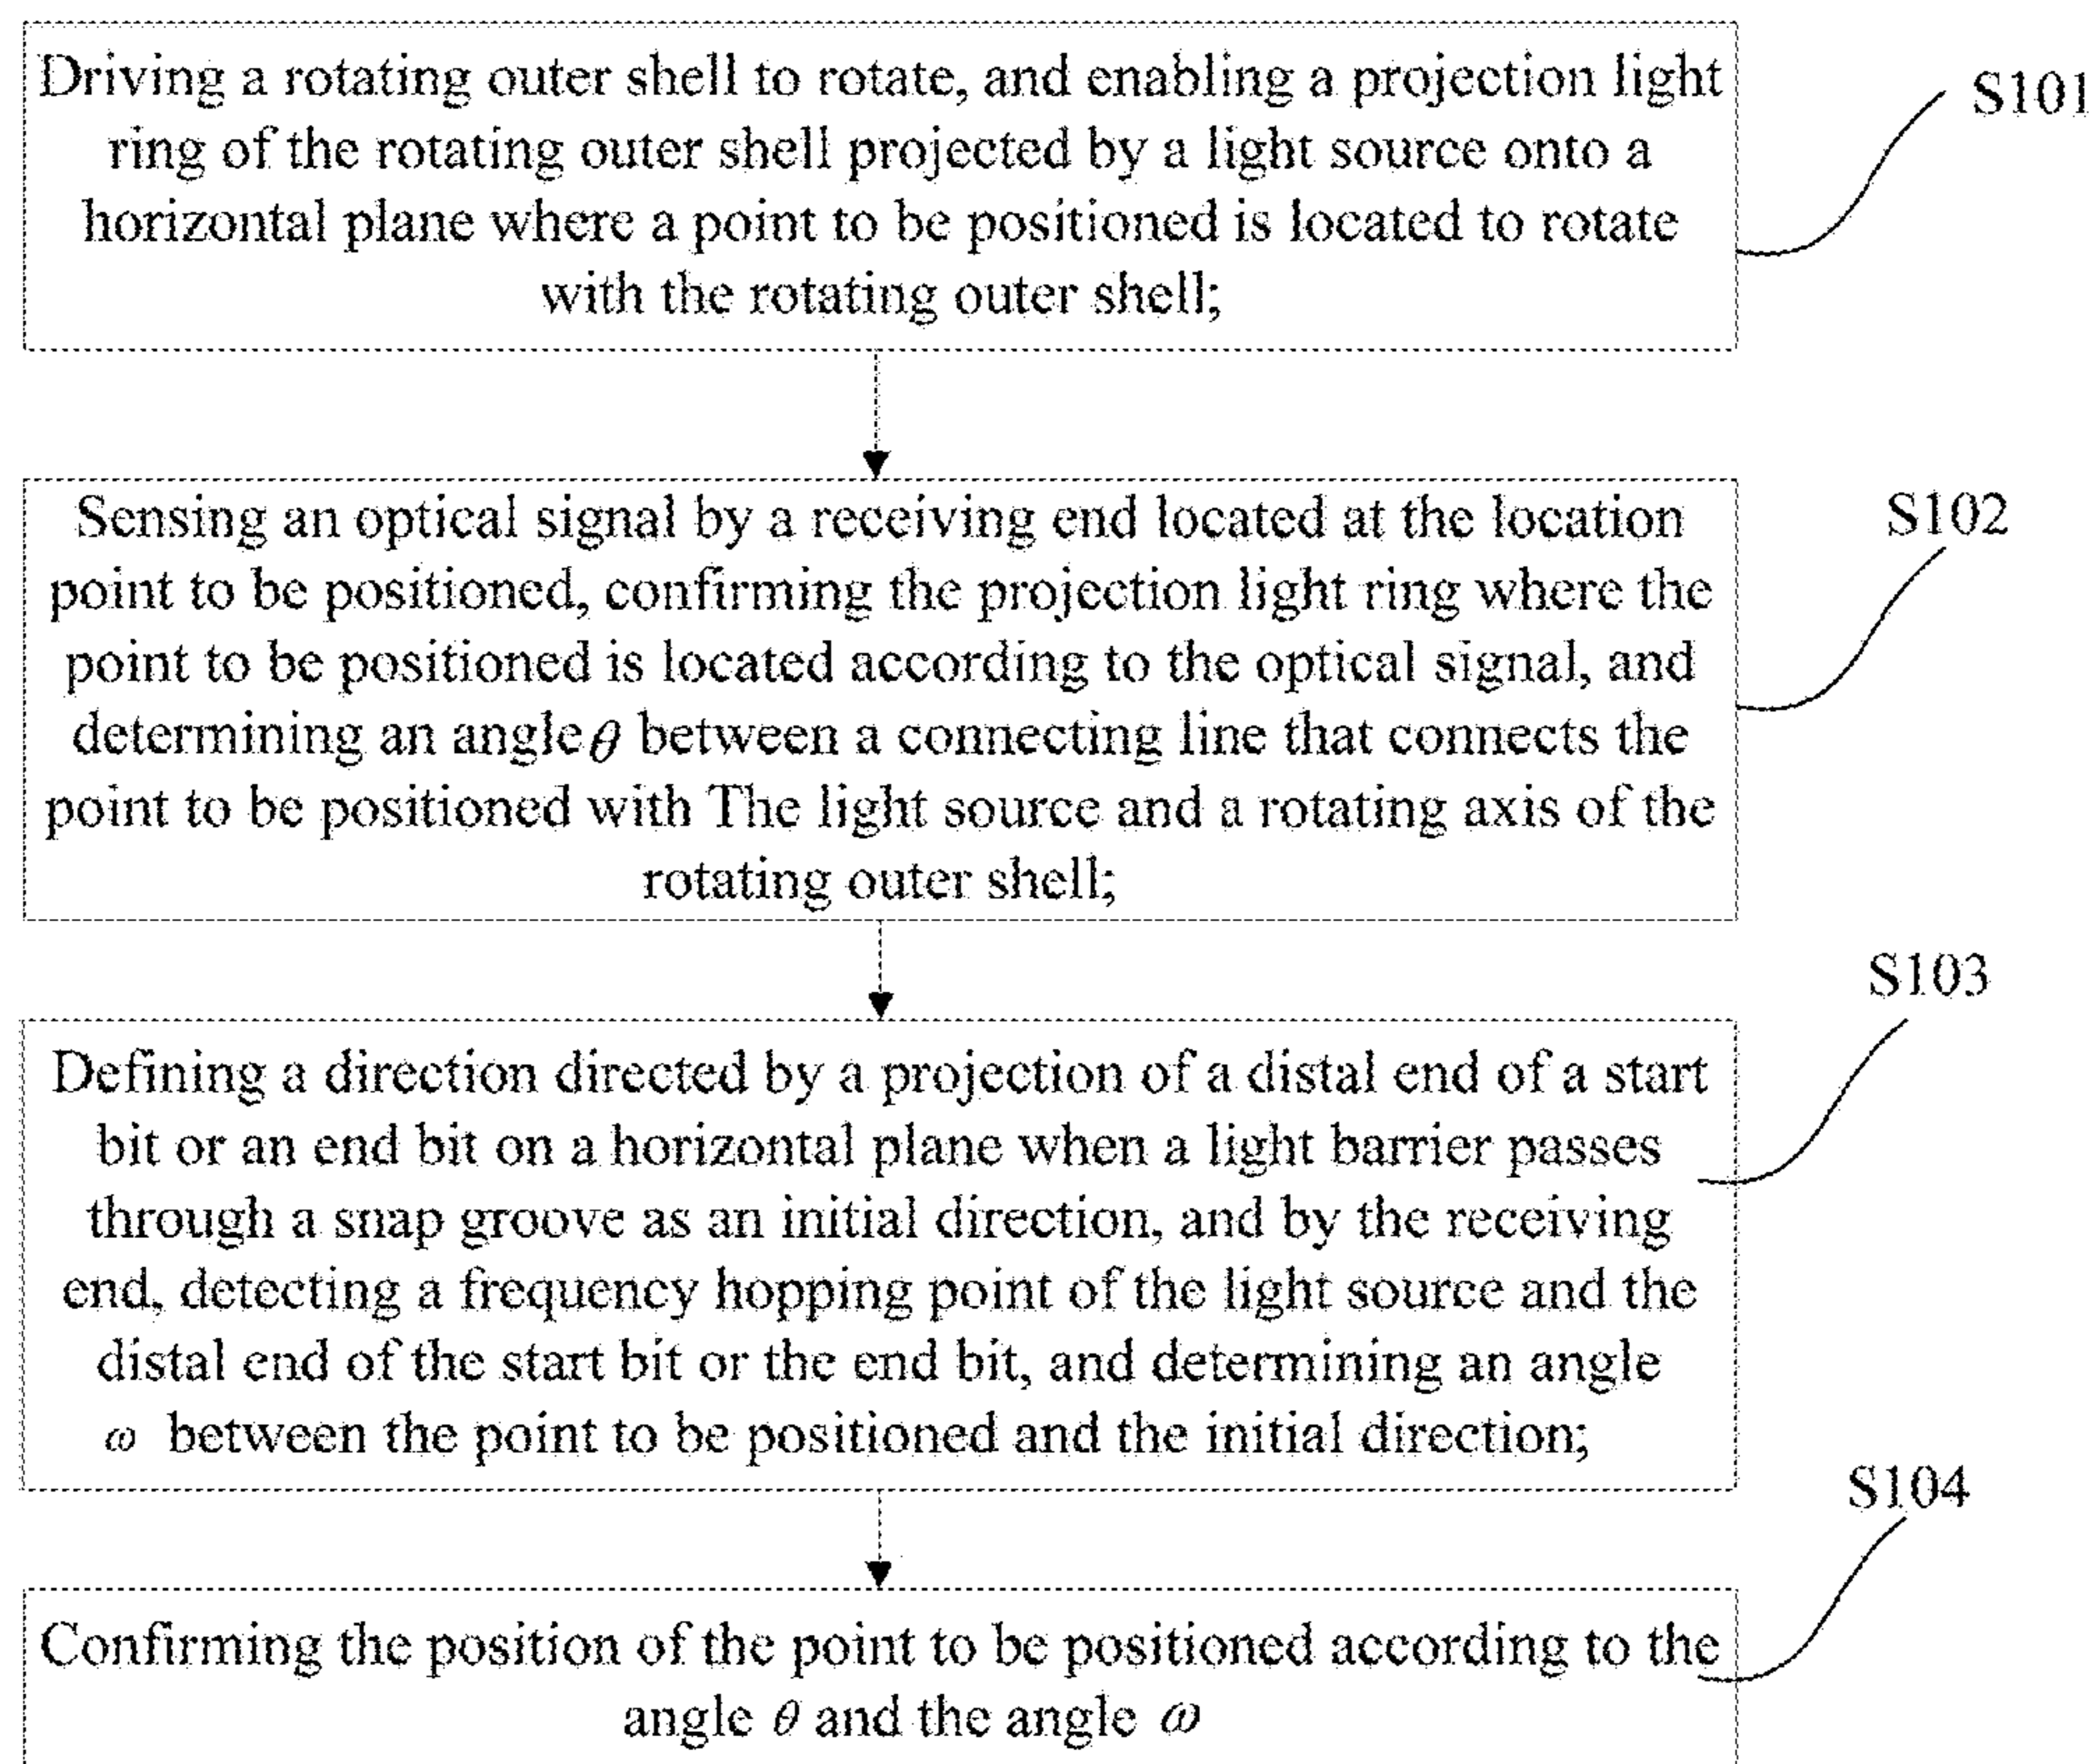 Driving a rotating outer shell to rotate, and enabling a projection light
ring of the rotating outer shell projected by a light source onto a
horizontal plane where a point to be positioned is located to rotate
with the rotating outer shell;
S101
Sensing an optical signal by a receiving end located at the location
point to be positioned, confirming the projection light ring where the
point to be positioned is located according to the optical signal, and
determining an angle θ between a connecting line that connects the
point to be positioned with The light source and a rotating axis of the
rotating outer shell;
S102
Defining a direction directed by a projection of a distal end of a start
bit or an end bit on a horizontal plane when a light barrier passes
through a snap groove as an initial direction, and by the receiving
end, detecting a frequency hopping point of the light source and the
distal end of the start bit or the end bit, and determining an angle
ω between the point to be positioned and the initial direction;
S103
Confirming the position of the point to be positioned according to the
angle θ and the angle ω
S104